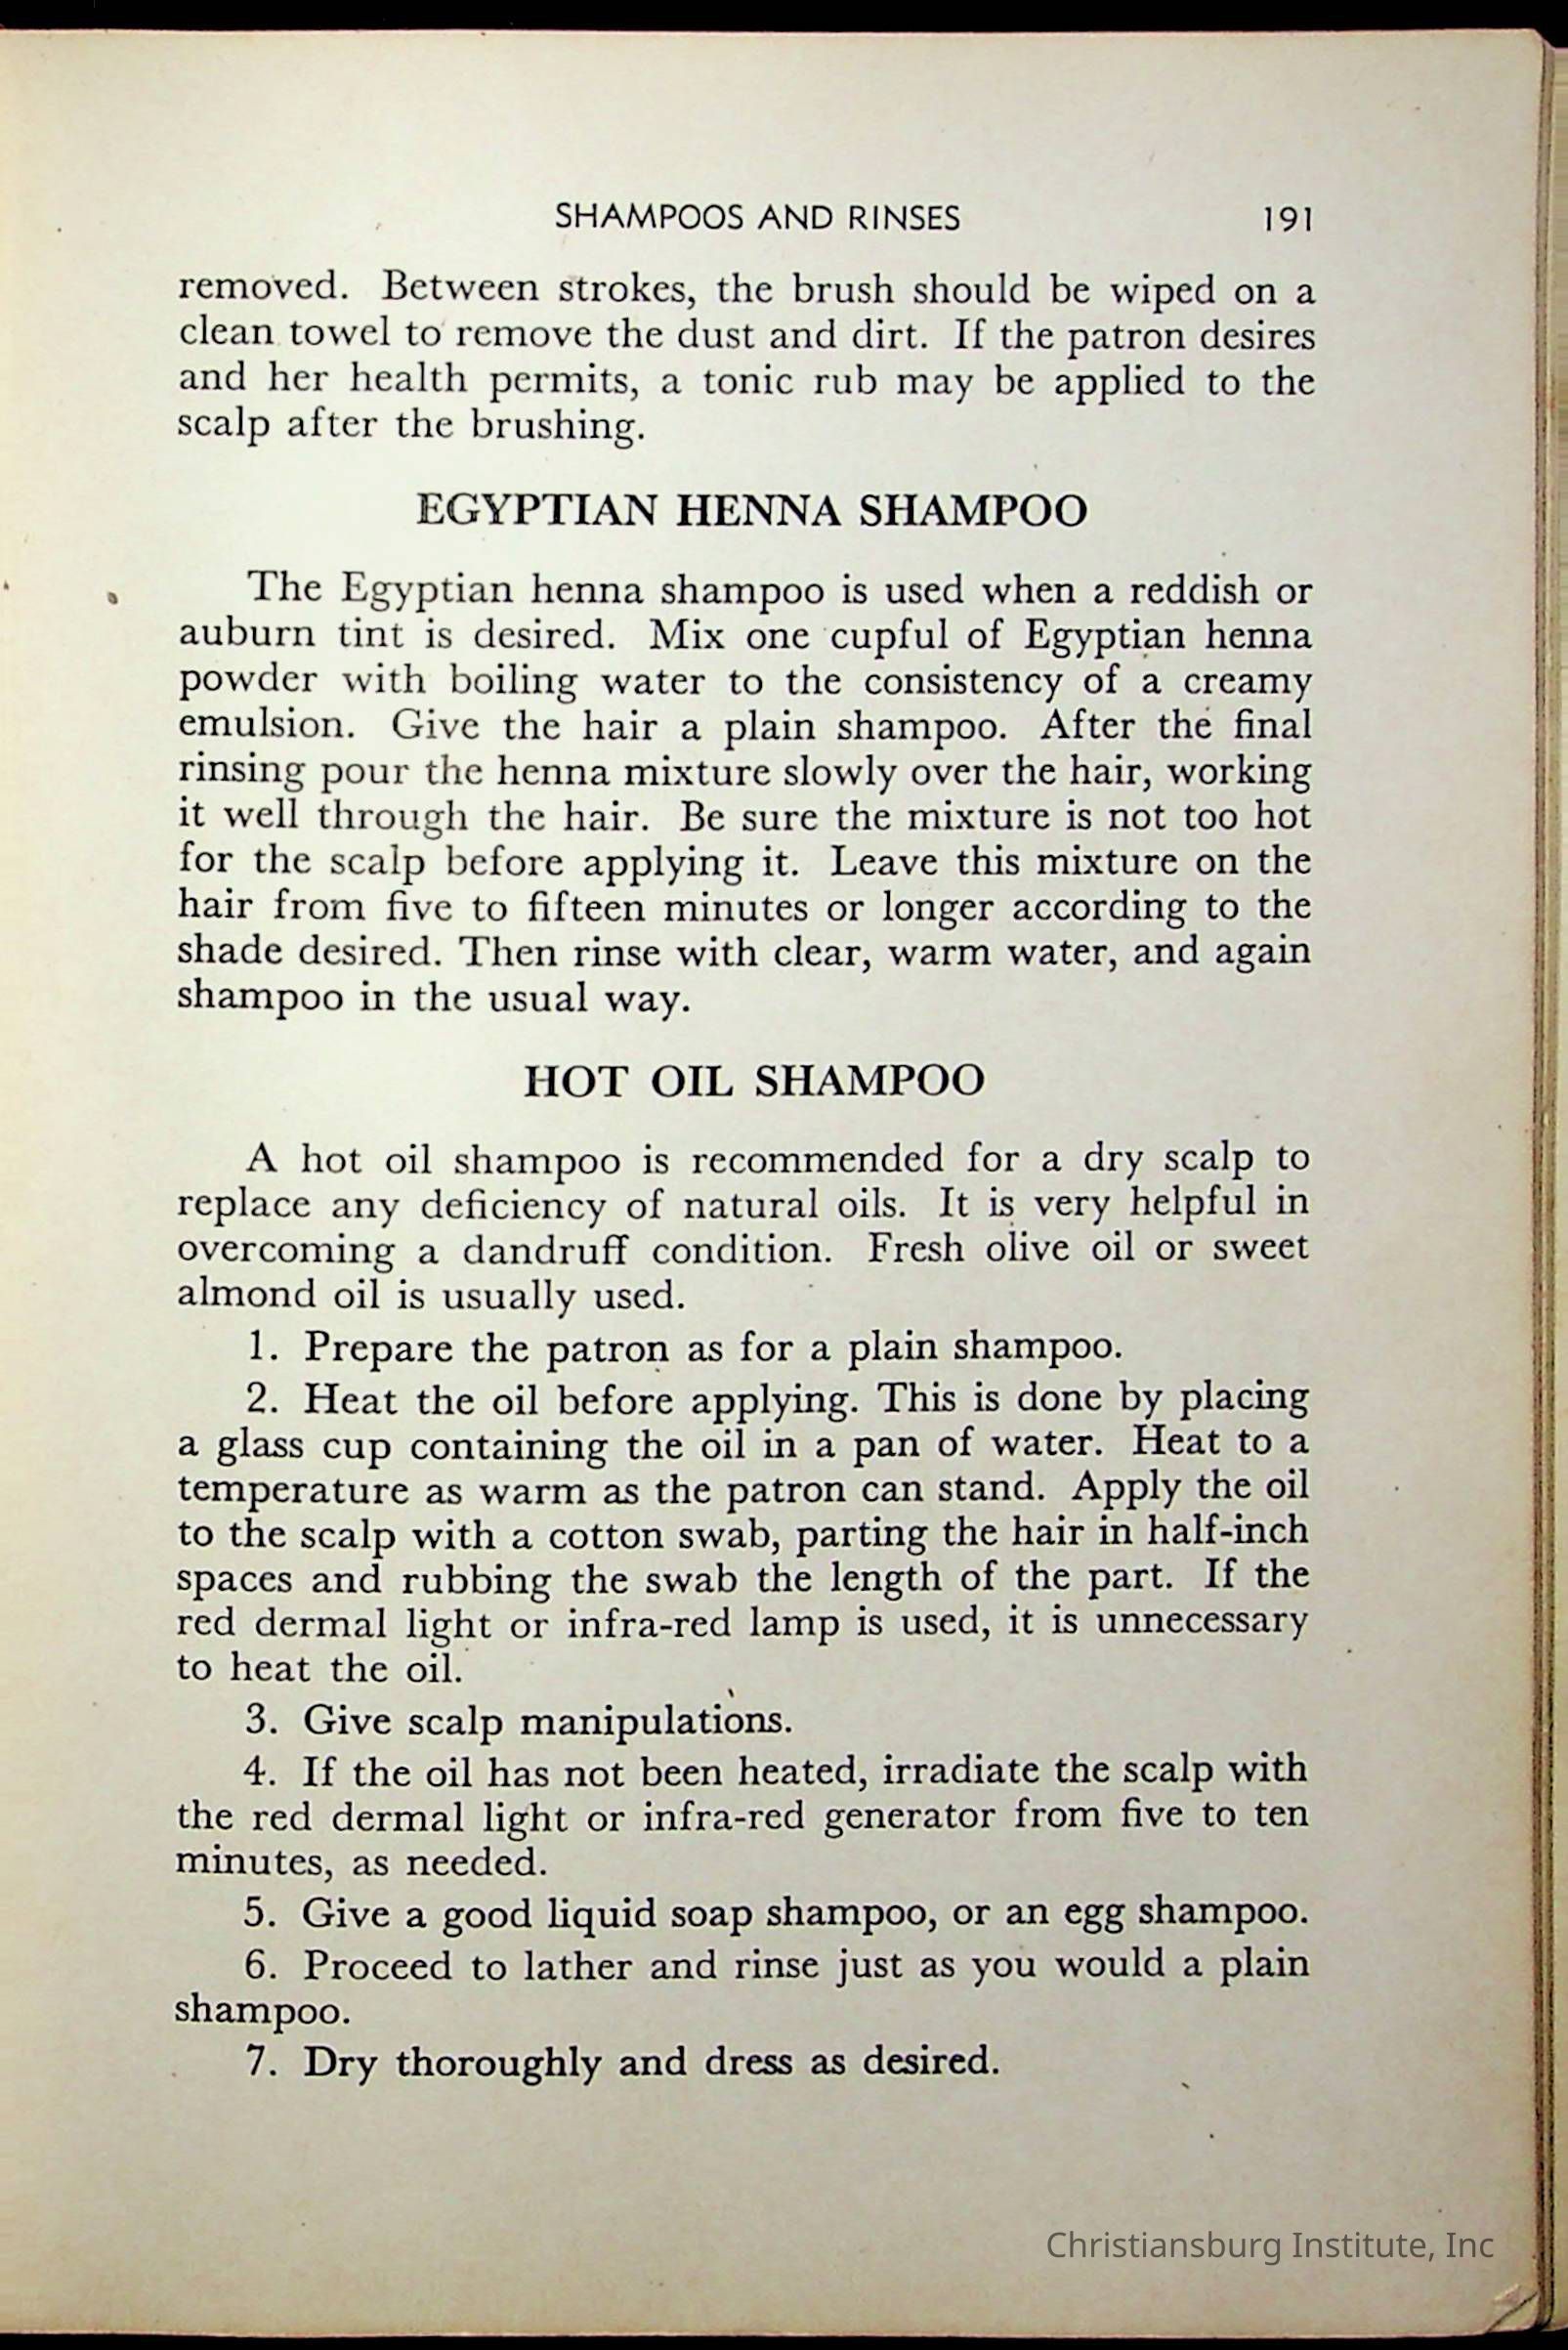 SHAMPOOS AND RINSES 191
removed. Between strokes, the brush should be wiped on a
clean towel to remove the dust and dirt. If the patron desires
and her health permits, a tonic rub may be applied to the
scalp after the brushing.
EGYPTIAN HENNA SHAMPOO
The Egyptian henna shampoo is used when a reddish or
auburn tint is desired. Mix one cupful of Egyptian henna
powder with boiling water to the consistency of a creamy
emulsion. Give the hair a plain shampoo. After the final
rinsing pour the henna mixture slowly over the hair, working
it well through the hair. Be sure the mixture is not too hot
for the scalp before applying it. Leave this mixture on the
hair from five to fifteen minutes or longer according to the
shade desired. Then rinse with clear, warm water, and again
shampoo in the usual way.
HOT OIL SHAMPOO
A hot oil shampoo is recommended for a dry scalp to
replace any deficiency of natural oils. It is very helpful in
overcoming a dandruff condition. Fresh olive oil or sweet
almond oil is usually used.
1. Prepare the patron as for a plain shampoo.
2. Heat the oil before applying. This is done by placing
a glass cup containing the oil in a pan of water. Heat to a
temperature as warm as the patron can stand. Apply the oil
to the scalp with a cotton swab, parting the hair in half-inch
spaces and rubbing the swab the length of the part. If the
red dermal light or infra-red lamp is used, it is unnecessary
to heat the oil.
3. Give scalp manipulations.
4. If the oil has not been heated, irradiate the scalp with
the red dermal light or infra-red generator from five to ten
minutes, as needed.
5. Give a good liquid soap shampoo, or an egg shampoo.
6. Proceed to lather and rinse just as you would a plain
shampoo.
7. Dry thoroughly and dress as desired.
Christiansburg Institute, Inc